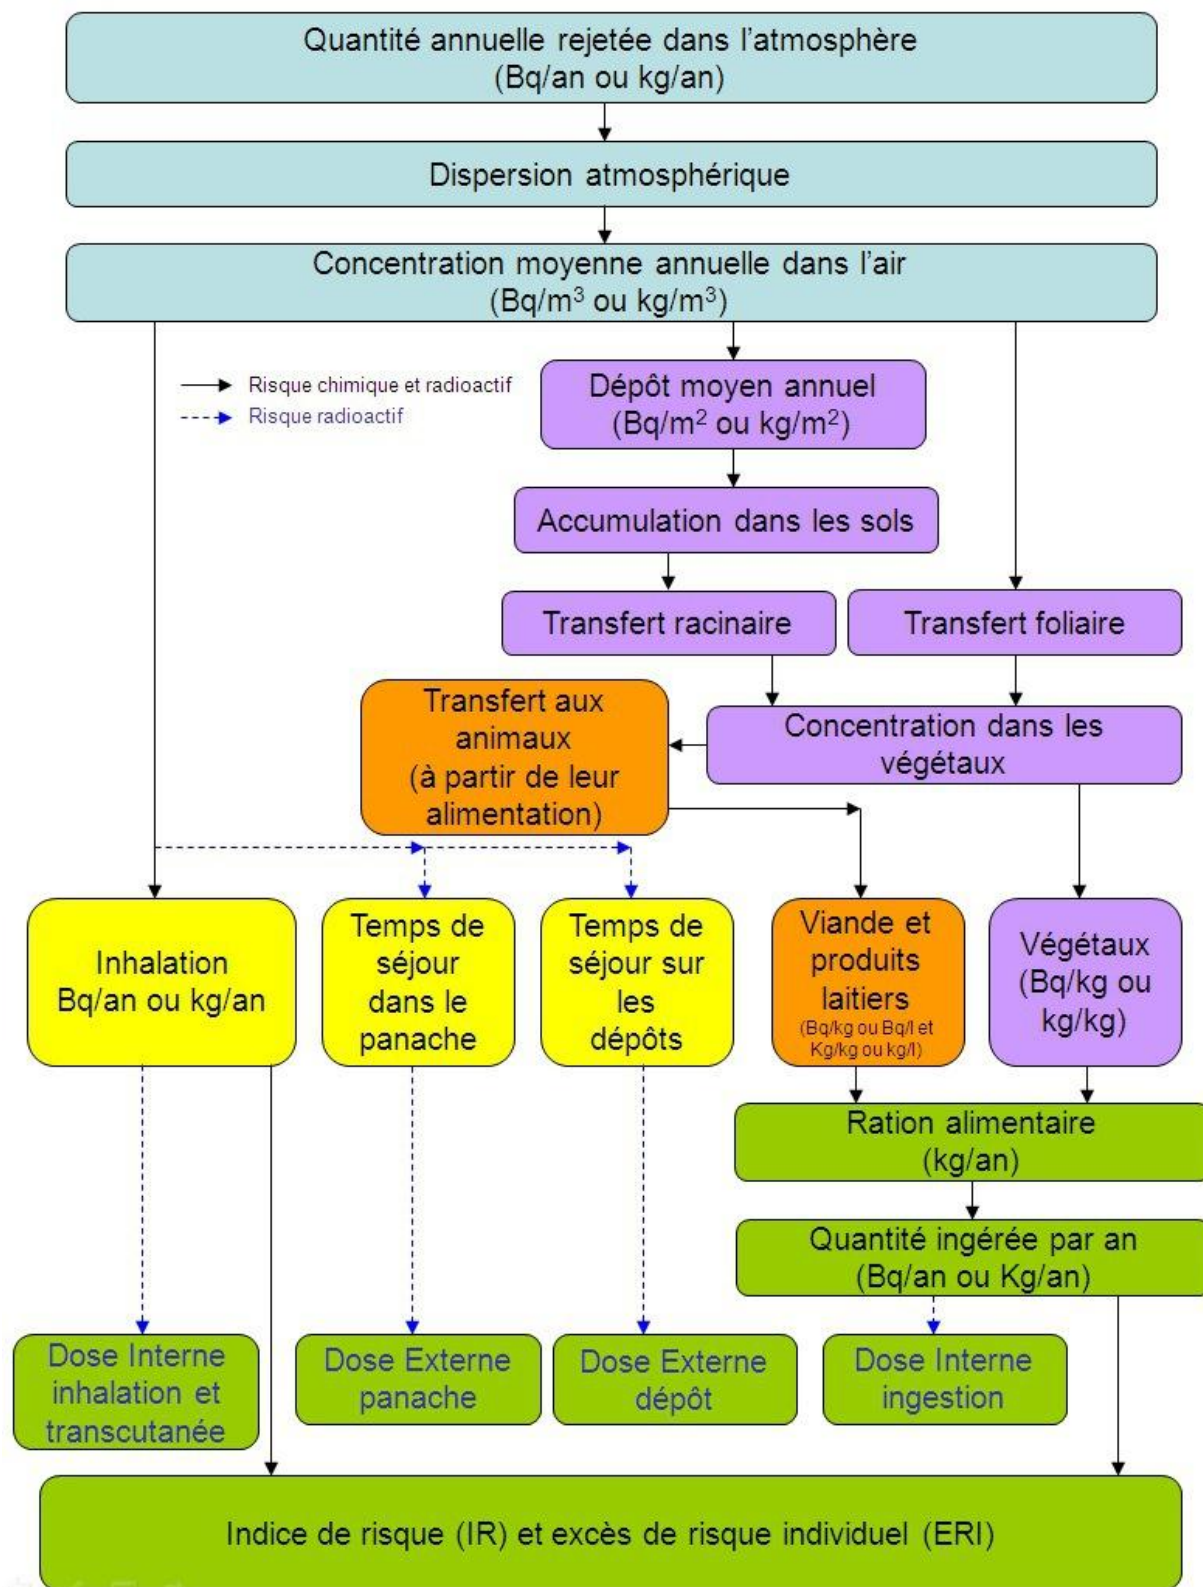 Quantité annuelle rejetée dans l'atmosphère
(Bq/an ou kg/an)
Dispersion atmosphérique
Concentration moyenne annuelle dans l'air
(Bq/m³ ou kg/m³)
Risque chimique et radioactif
Risque radioactif
Dépôt moyen annuel
(Bq/m² ou kg/m²)
Accumulation dans les sols
Transfert racinaire
Transfert foliaire
Transfert aux
animaux
(à partir de leur
alimentation)
Concentration dans les
végétaux
Inhalation
Bq/an ou kg/an
Temps de
séjour
dans le
panache
Temps de
séjour sur
les
dépôts
Viande et
produits
laitiers
(Bq/kg ou Bq/l et
Kg/kg ou kg/l)
Végétaux
(Bq/kg ou
kg/kg)
Ration alimentaire
(kg/an)
Quantité ingérée par an
(Bq/an ou Kg/an)
Dose Interne
inhalation et
transcutanée
Dose Externe
panache
Dose Externe
dépôt
Dose Interne
ingestion
Indice de risque (IR) et excès de risque individuel (ERI)